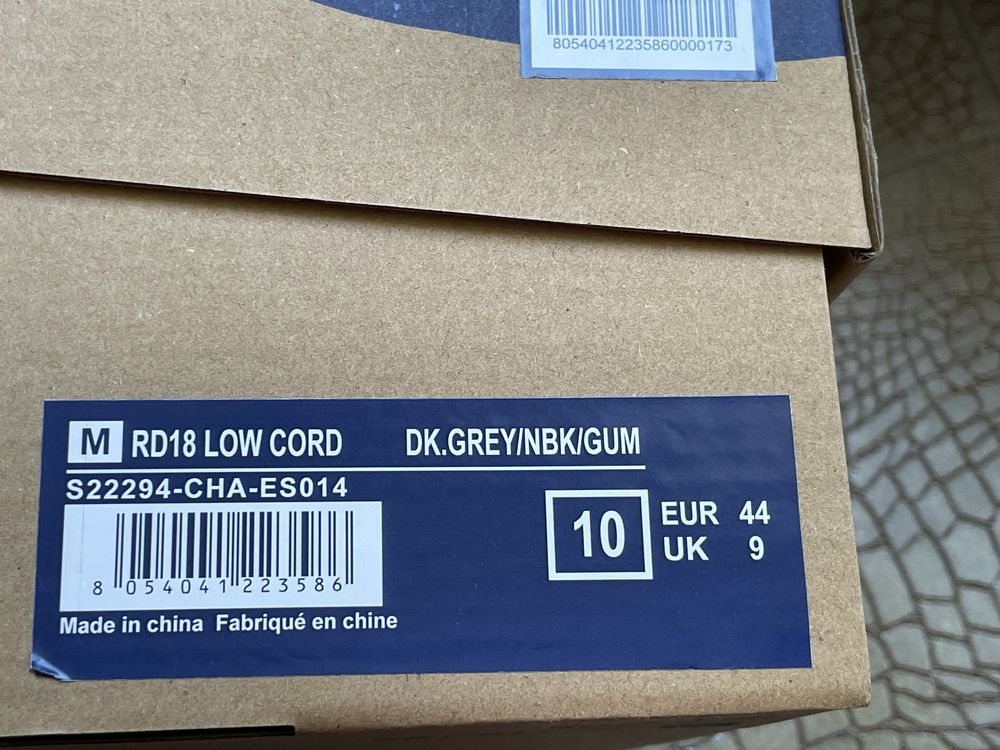 80540412235860000173
M RD18 LOW CORD DK.GREY/NBK/GUM
S22294-CHA-ES014
10 EUR 44
UK 9
8 054041 223586
Made in china Fabriqué en chine